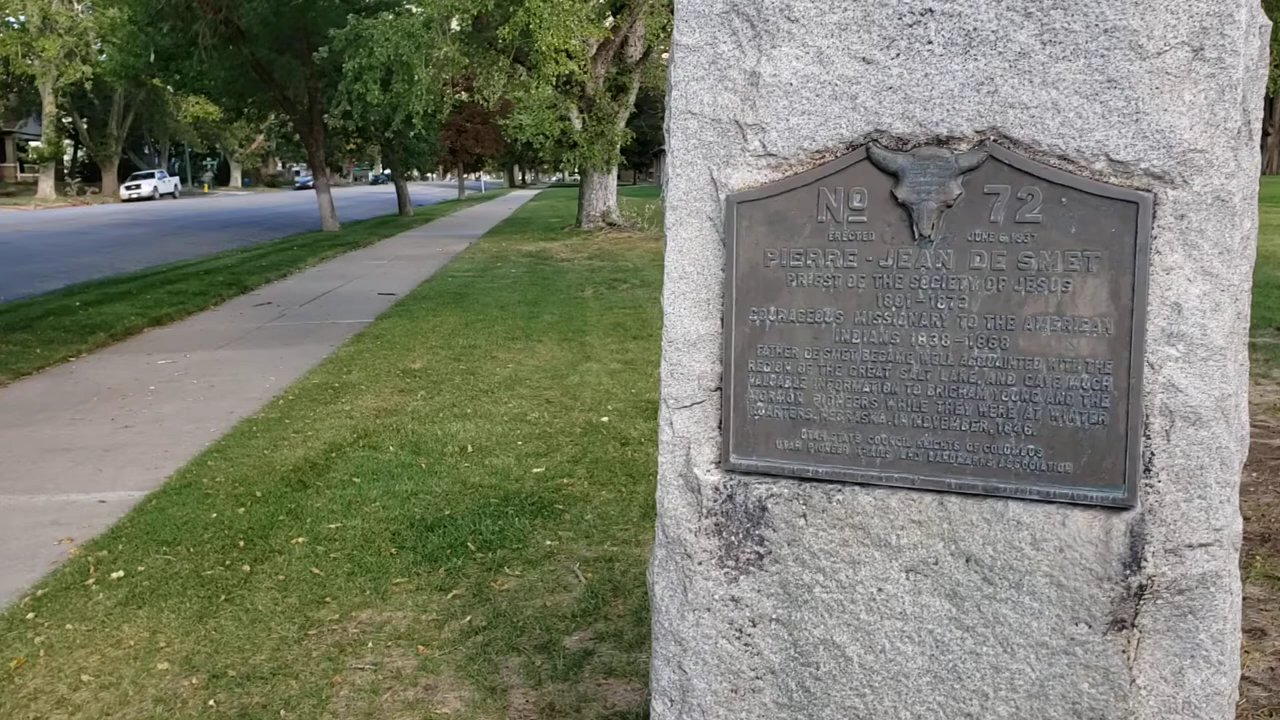 Nº 72
ERECTED JUNE 6, 1937
PIERRE-JEAN DE SMET
PRIEST OF THE SOCIETY OF JESUS
1801-1873
COURAGEOUS MISSIONARY TO THE AMERICAN
INDIANS 1838-1868
FATHER DE SMET BECAME WELL ACQUAINTED WITH THE
REGION OF THE GREAT SALT LAKE, AND GAVE MUCH
VALUABLE INFORMATION TO BRIGHAM YOUNG AND THE
MORMON PIONEERS WHILE THEY WERE AT WINTER
QUARTERS, NEBRASKA, IN NOVEMBER, 1846.
UTAH STATE COUNCIL KNIGHTS OF COLUMBUS
UTAH PIONEER TRAILS AND LANDMARKS ASSOCIATION